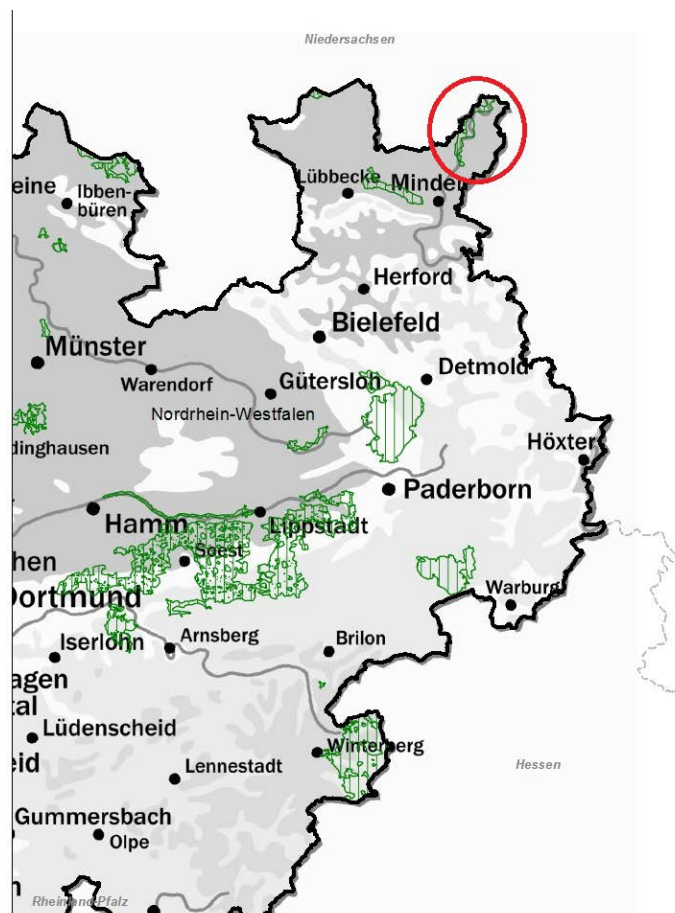 Niedersachsen
eine
Ibben-
büren
Lübbecke
Minden
Herford
Bielefeld
Münster
Warendorf
Gütersloh
Detmold
Nordrhein-Westfalen
dinghausen
Höxter
Paderborn
Hamm
Lippstadt
Soest
chen
Dortmund
Warburg
Iserlohn
Arnsberg
Brilon
agen
tal
Lüdenscheid
eid
Winterberg
Lennestadt
Hessen
Gummersbach
Olpe
n
Rheinland-Pfalz